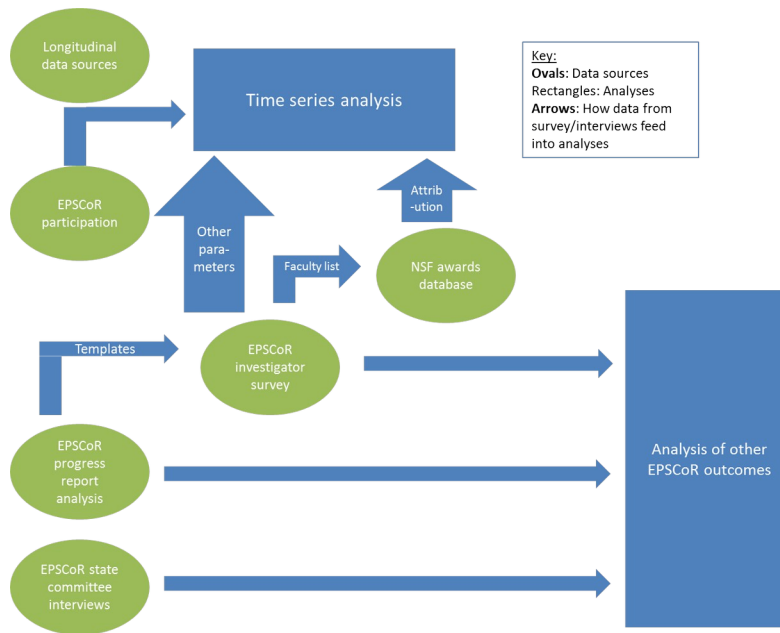 Longitudinal
data sources
Time series analysis
Key:
Ovals: Data sources
Rectangles: Analyses
Arrows: How data from
survey/interviews feed
into analyses
EPSCoR
participation
Other
para-
meters
Attrib
-ution
Faculty list
NSF awards
database
Templates
EPSCoR
investigator
survey
EPSCoR
progress
report
analysis
Analysis of other
EPSCoR outcomes
EPSCoR state
committee
interviews